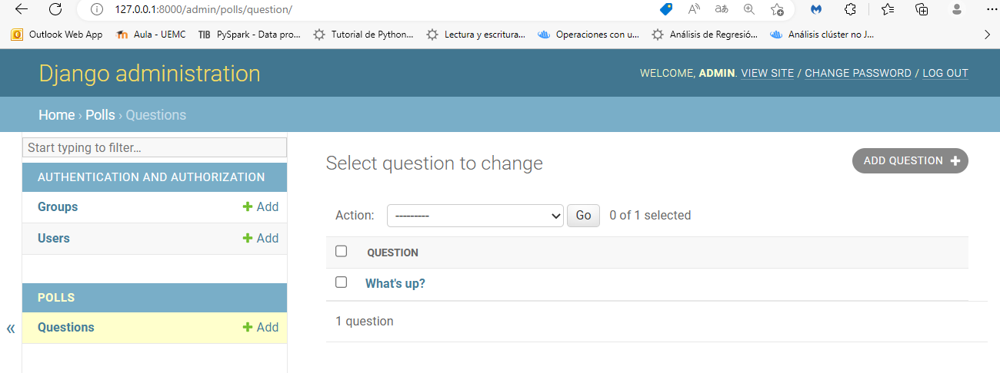 127.0.0.1:8000/admin/polls/question/
Outlook Web App Aula - UEMC TIB PySpark - Data pro... Tutorial de Python... Lectura y escritura... Operaciones con u... Análisis de Regresió... Análisis clúster no J...
Django administration
WELCOME, ADMIN. VIEW SITE / CHANGE PASSWORD / LOG OUT
Home › Polls › Questions
Start typing to filter...
AUTHENTICATION AND AUTHORIZATION
Groups + Add
Users + Add
POLLS
Questions + Add
«
Select question to change
ADD QUESTION +
Action: --------- Go 0 of 1 selected
QUESTION
What's up?
1 question